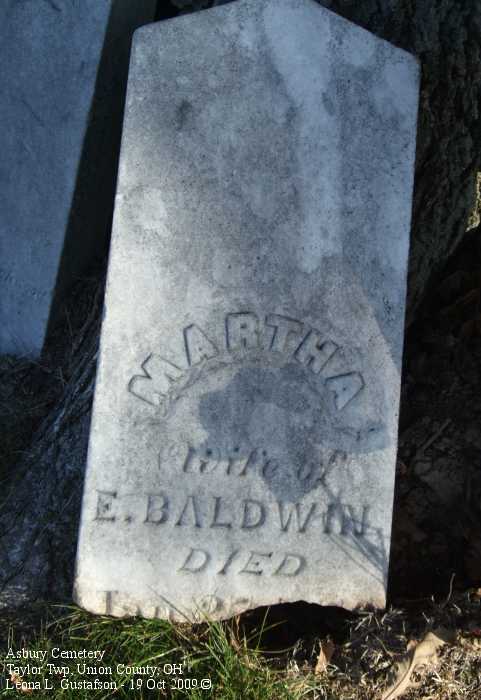 MARTHA
wife of
E. BALDWIN
DIED
Asbury Cemetery
Taylor Twp, Union County, OH
Leona L. Gustafson - 19 Oct 2009 ©